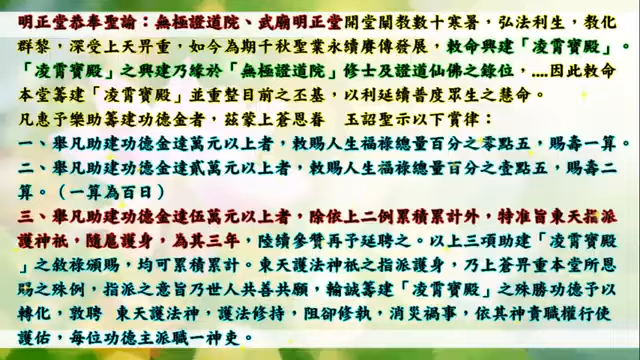 明正堂恭奉聖諭：無極證道院、武廟明正堂開堂闡教數十寒暑，弘法利生，教化
群黎，深受上天昇重，如今為期千秋聖業永續賡傳發展，敕命興建「凌霄寶殿」。
「凌霄寶殿」之興建乃緣於「無極證道院」修士及證道仙佛之錄位，....因此敕命
本堂籌建「凌霄寶殿」並重整目前之丕基，以利延續普度眾生之慧命。
凡惠予樂助籌建功德金者，茲蒙上蒼恩眷　玉詔聖示以下賞律：
一、舉凡助建功德金達萬元以上者，敕賜人生福祿總量百分之零點五，賜壽一算。
二、舉凡助建功德金達貳萬元以上者，敕賜人生福祿總量百分之壹點五，賜壽二
算。（一算為百日）
三、舉凡助建功德金達伍萬元以上者，除依上二例累積累計外，特准旨東天指派
護神祇，隨扈護身，為其三年，陸續參贊再予延聘之。以上三項助建「凌霄寶殿
」之敘祿頒賜，均可累積累計。東天護法神祇之指派護身，乃上蒼昇重本堂所恩
賜之殊例，指派之意旨乃世人共善共願，輸誠籌建「凌霄寶殿」之殊勝功德予以
轉化，敦聘　東天護法神，護法修持，阻卻修執，消災禍事，依其神責職權行使
護佑，每位功德主派職一神吏。